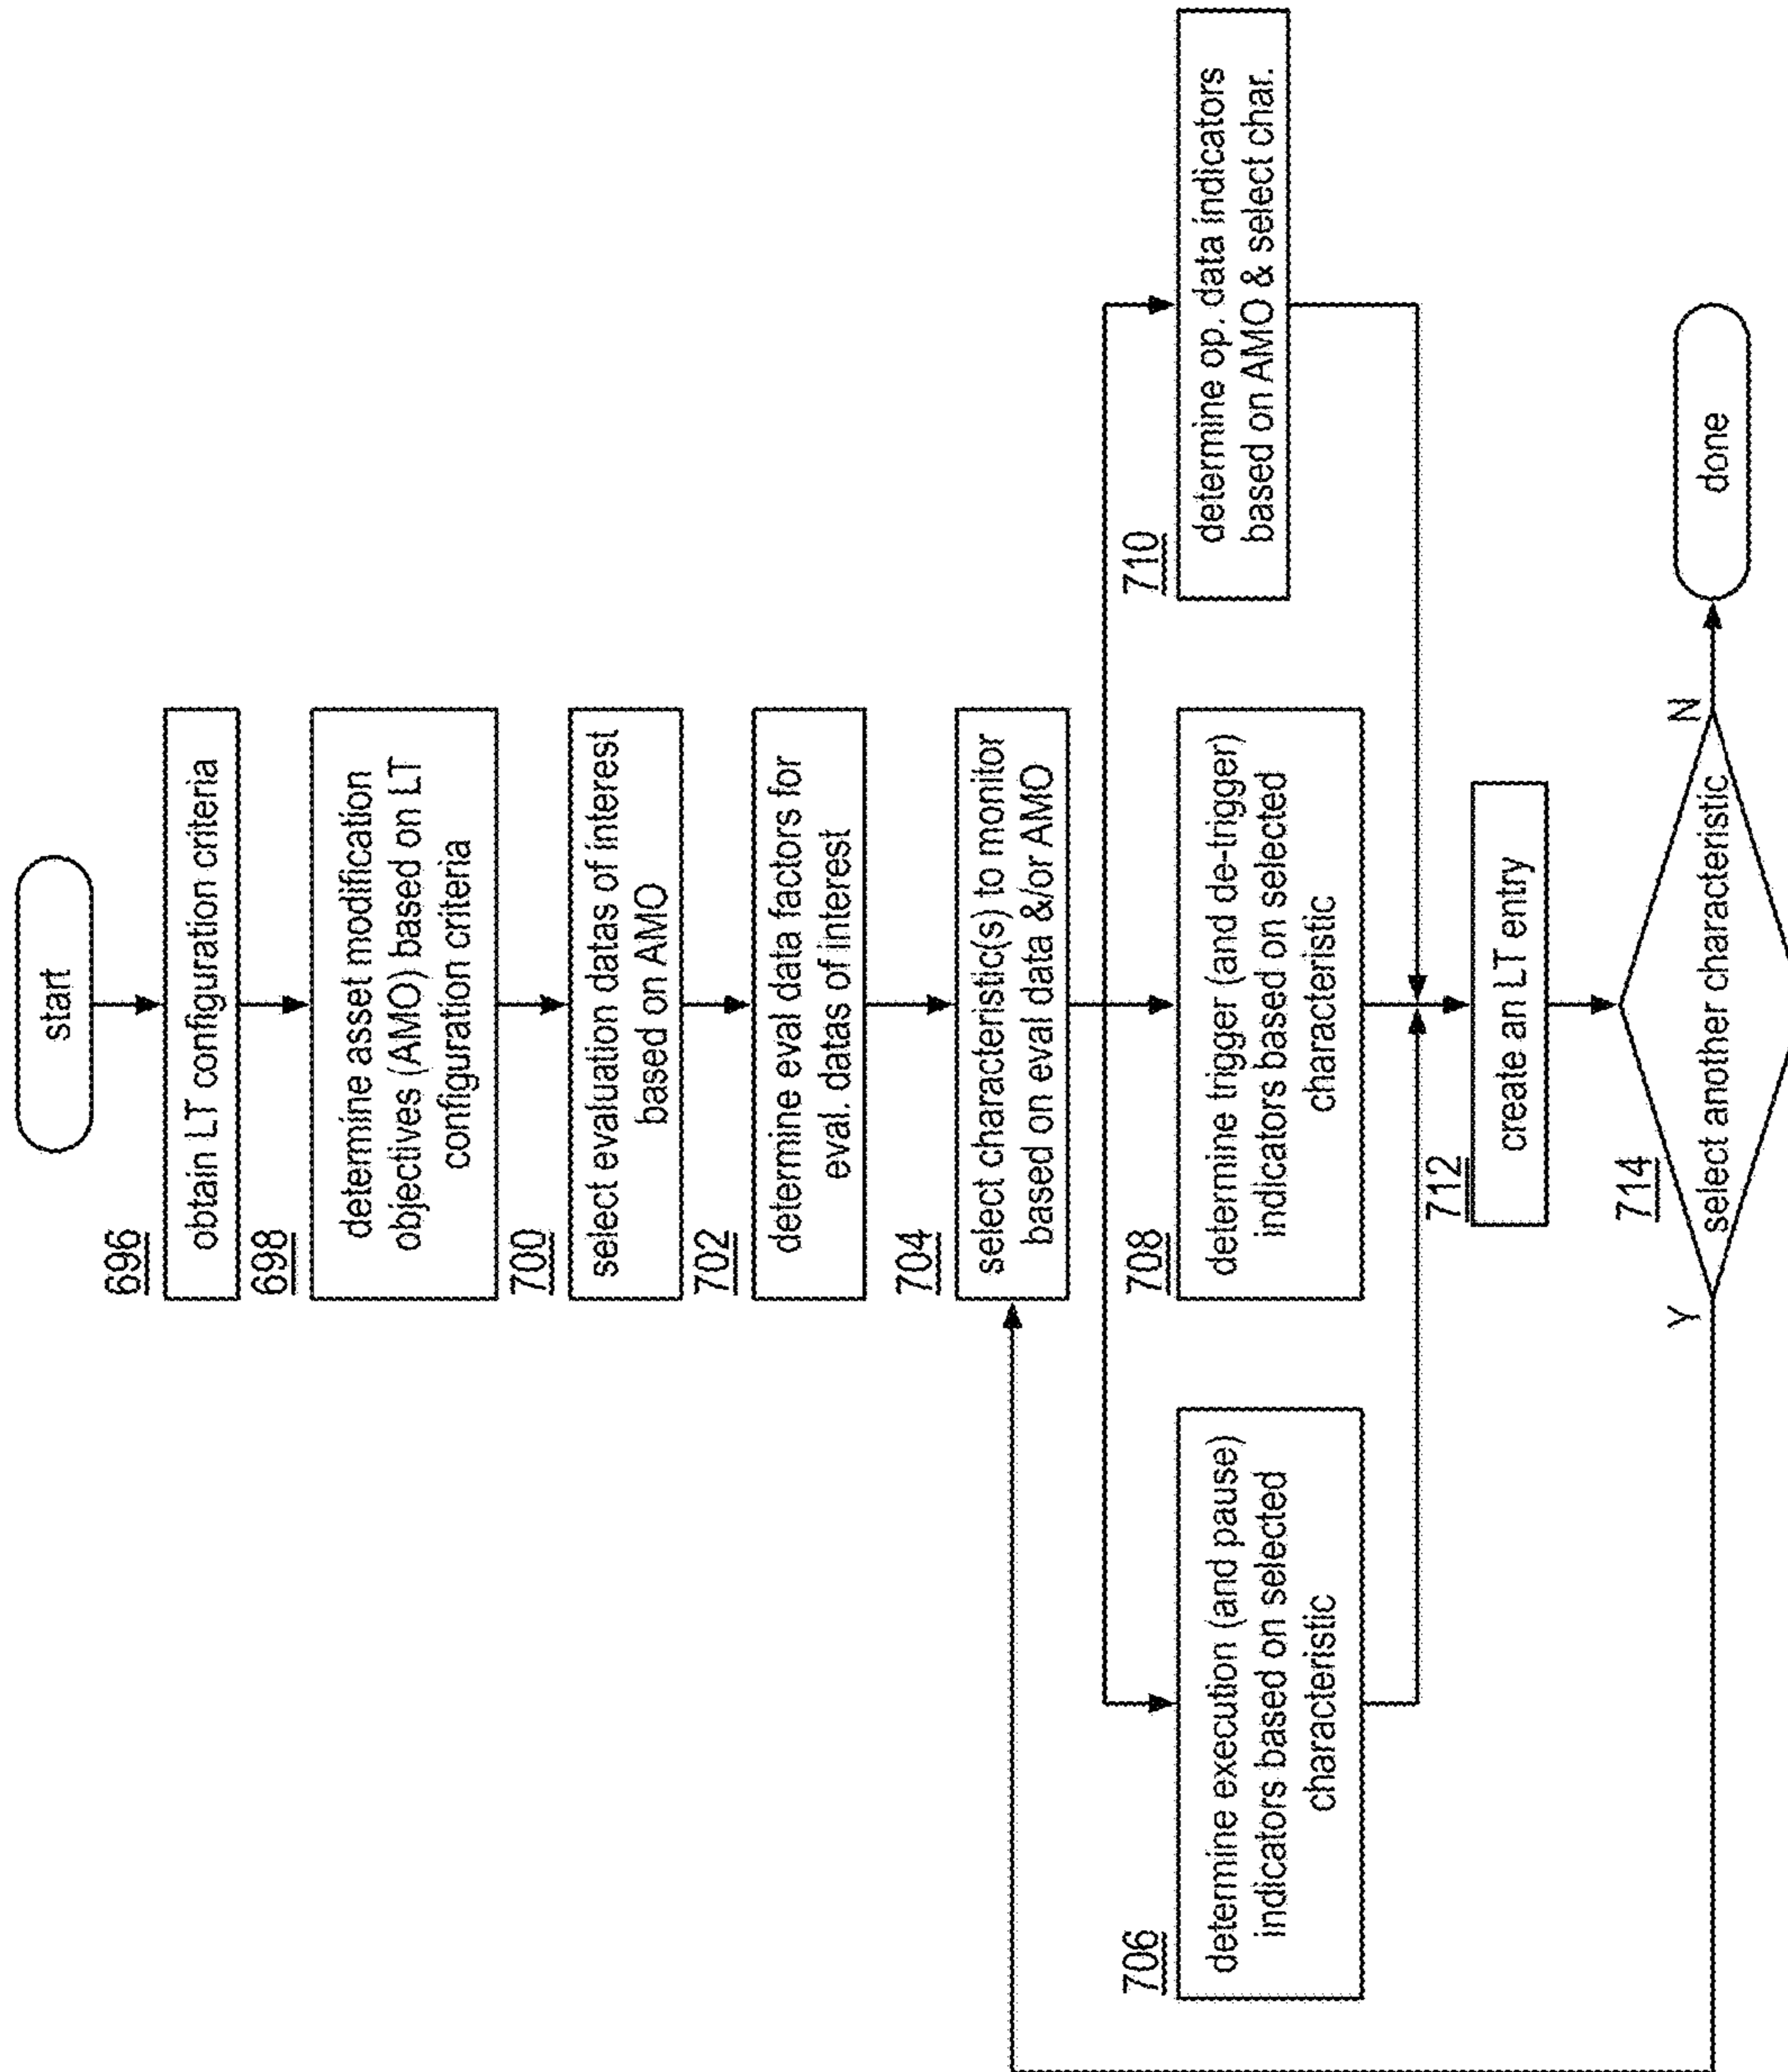 start
696
obtain LT configuration criteria
698
determine asset modification
objectives (AMO) based on LT
configuration criteria
700
select evaluation datas of interest
based on AMO
702
determine eval data factors for
eval. datas of interest
704
select characteristic(s) to monitor
based on eval data &/or AMO
706
determine execution (and pause)
indicators based on selected
characteristic
708
determine trigger (and de-trigger)
indicators based on selected
characteristic
710
determine op. data indicators
based on AMO & select char.
712
create an LT entry
714
Y
select another characteristic
N
done